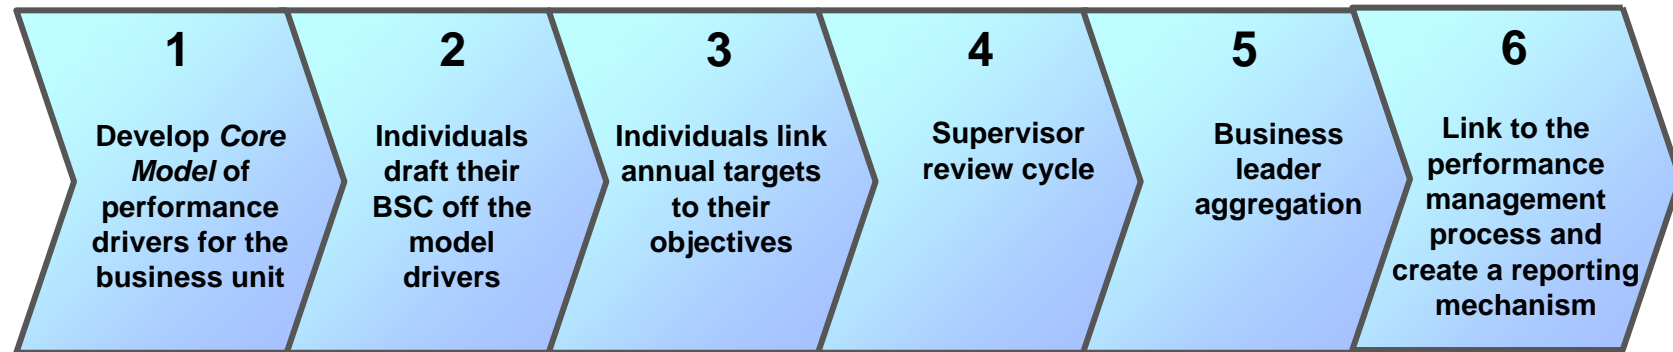 1
Develop Core
Model of
performance
drivers for the
business unit
2
Individuals
draft their
BSC off the
model
drivers
3
Individuals link
annual targets
to their
objectives
4
Supervisor
review cycle
5
Business
leader
aggregation
6
Link to the
performance
management
process and
create a reporting
mechanism